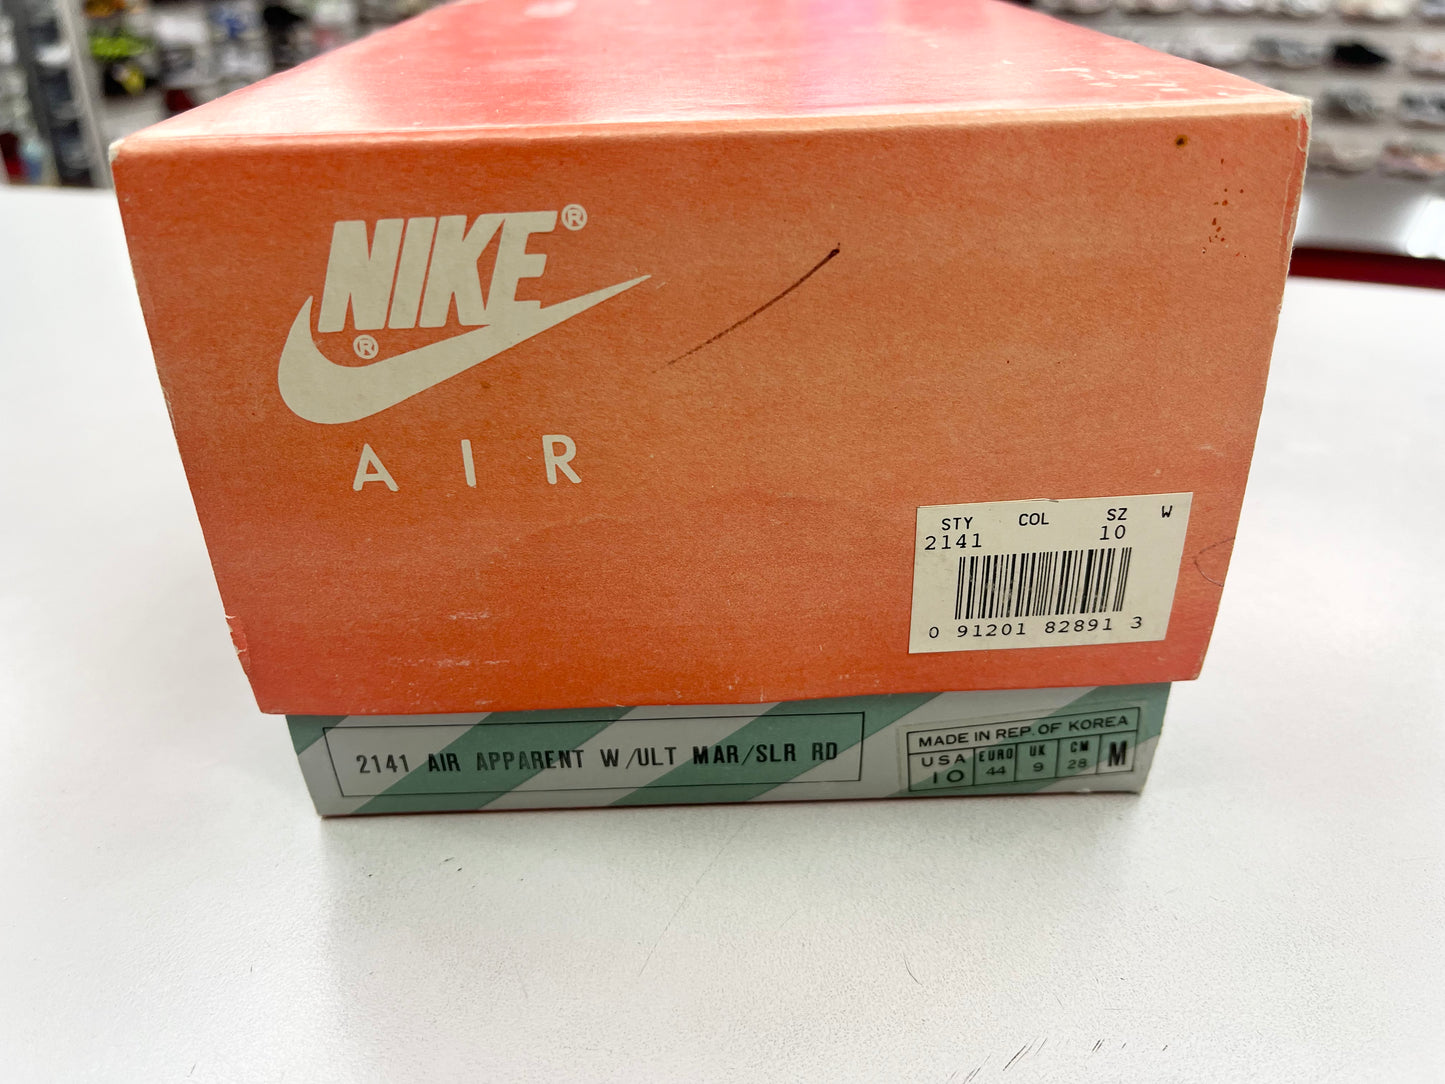 NIKE®
®
AIR
STY COL SZ W
2141 10
0 91201 82891 3
2141 AIR APPARENT W/ULT MAR/SLR RD
MADE IN REP. OF KOREA
USA EURO UK CM M
10 44 9 28